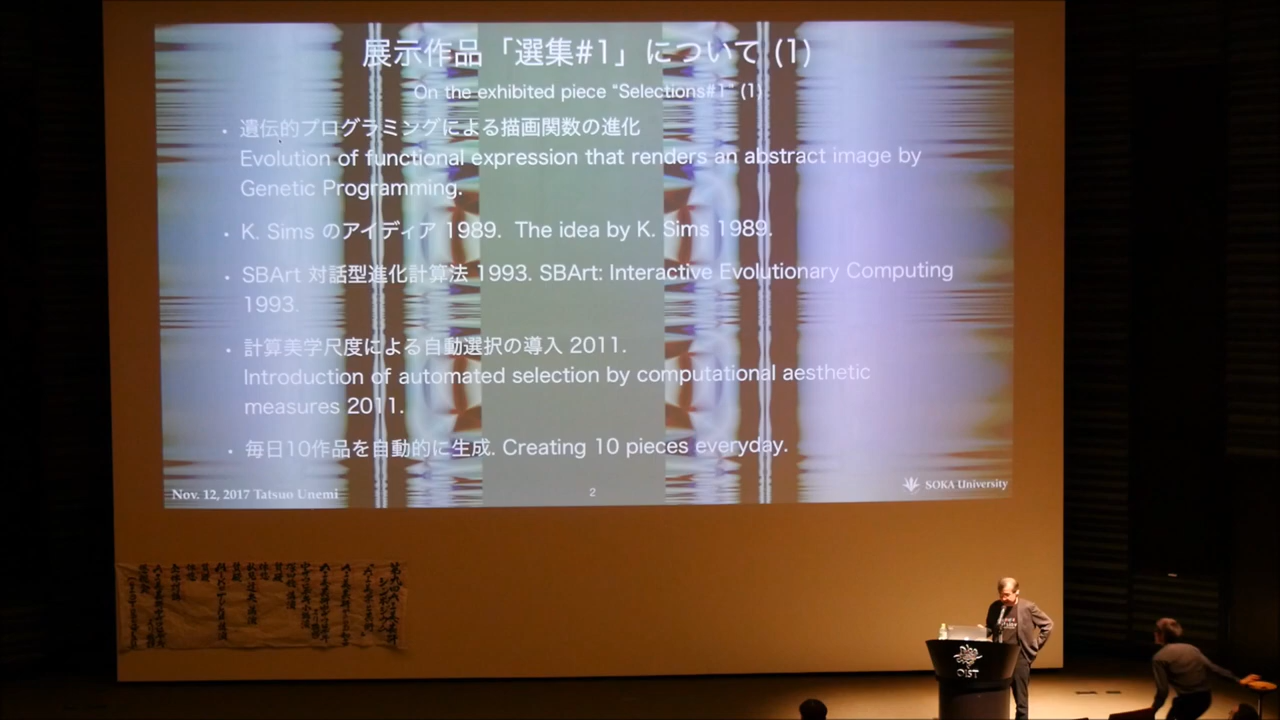 展示作品「選集#1」について (1)
On the exhibited piece "Selections#1" (1)
・ 遺伝的プログラミングによる描画関数の進化
Evolution of functional expression that renders an abstract image by
Genetic Programming.
・ K. Sims のアイディア 1989. The idea by K. Sims 1989.
・ SBArt 対話型進化計算法 1993. SBArt: Interactive Evolutionary Computing
1993.
・ 計算美学尺度による自動選択の導入 2011.
Introduction of automated selection by computational aesthetic
measures 2011.
・ 毎日10作品を自動的に生成. Creating 10 pieces everyday.
Nov. 12, 2017 Tatsuo Unemi
2
SOKA University
OIST